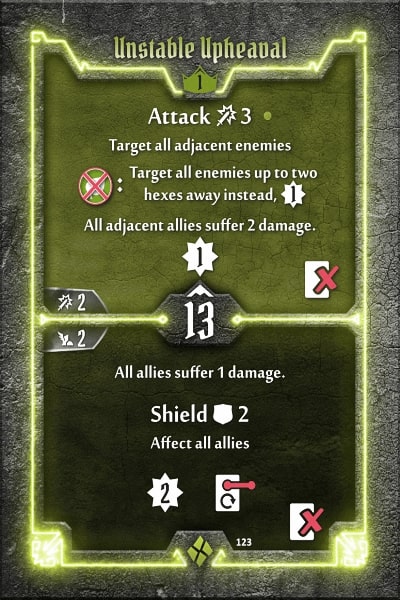 Unstable Upheaval
1
Attack 3
Target all adjacent enemies
: Target all enemies up to two
hexes away instead, 1
All adjacent allies suffer 2 damage.
1
2
13
2
All allies suffer 1 damage.
Shield 2
Affect all allies
2
123